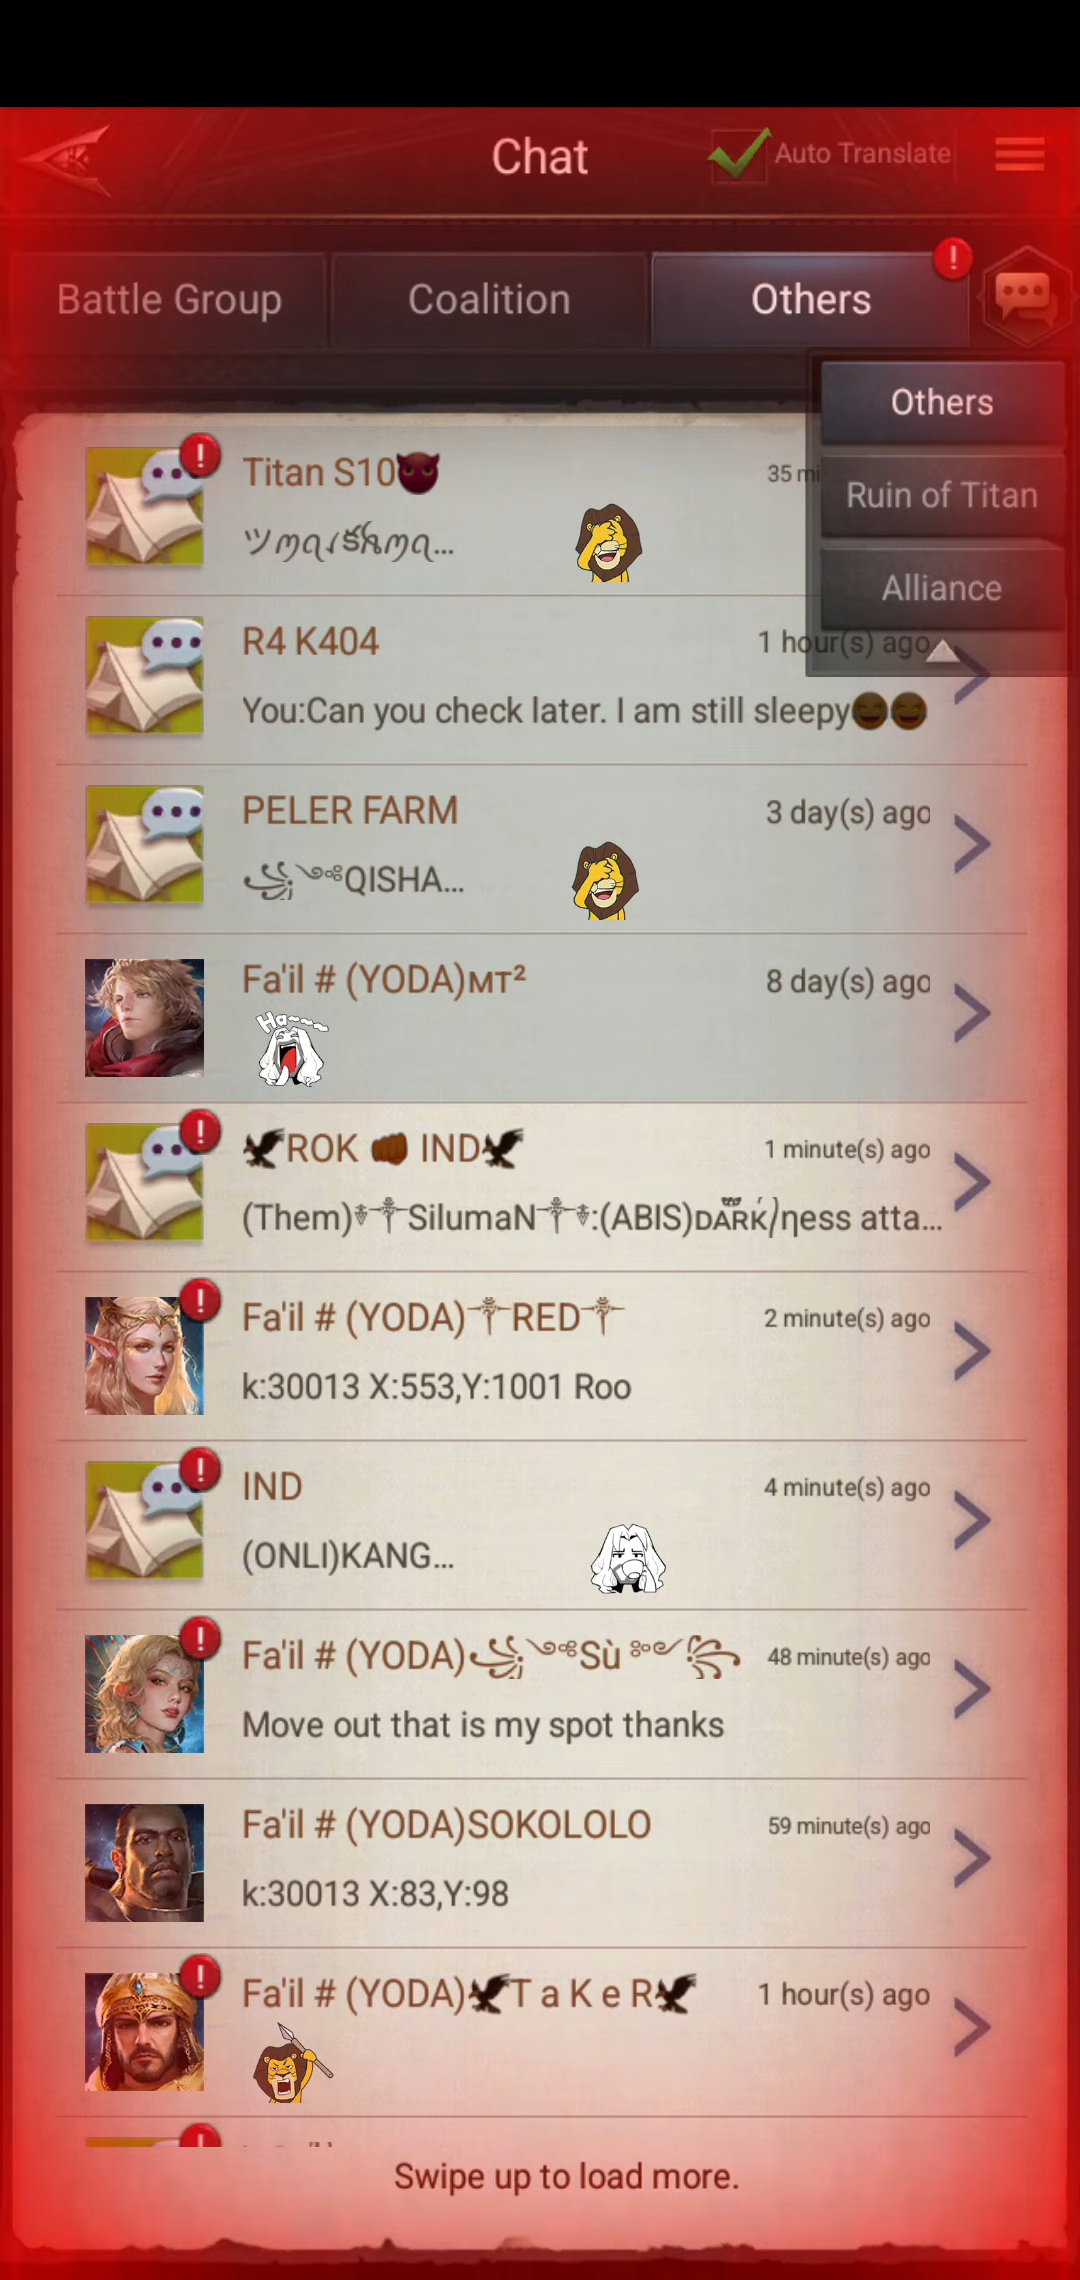 Chat
Auto Translate
Battle Group
Coalition
Others
Others
Ruin of Titan
Alliance
Titan S10😈
35 mi
R4 K404
1 hour(s) ago
You:Can you check later. I am still sleepy😄😄
PELER FARM
3 day(s) ago
꧁༺QISHA...
Fa'il # (YODA)ᴍᴛ²
8 day(s) ago
Ha~~~
🦅ROK 👊🏾 IND🦅
1 minute(s) ago
(Them)⇞༒SilumaN༒⇞:(ABIS)ᴅᴀʀᴋ/ηess atta...
Fa'il # (YODA)༒RED༒
2 minute(s) ago
k:30013 X:553,Y:1001 Roo
IND
4 minute(s) ago
(ONLI)KANG...
Fa'il # (YODA)꧁༺Sù ༻꧂
48 minute(s) ago
Move out that is my spot thanks
Fa'il # (YODA)SOKOLOLO
59 minute(s) ago
k:30013 X:83,Y:98
Fa'il # (YODA)🦅T a K e R🦅
1 hour(s) ago
Swipe up to load more.